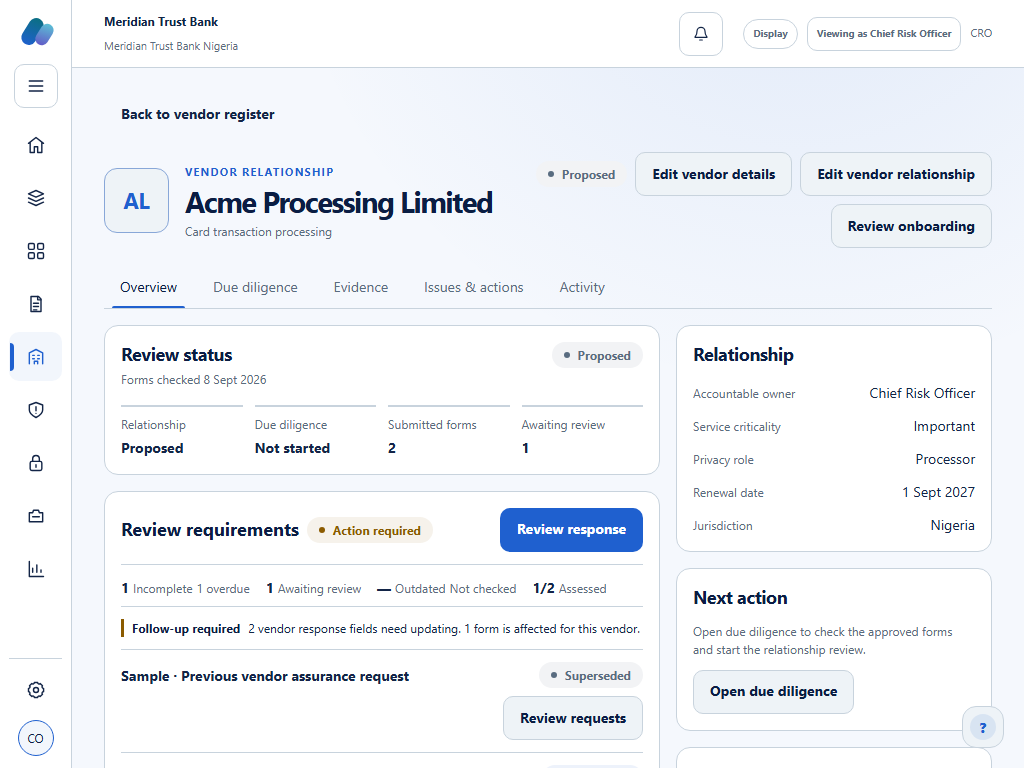 Meridian Trust Bank
Meridian Trust Bank Nigeria
Display
Viewing as Chief Risk Officer
CRO
Back to vendor register
AL
VENDOR RELATIONSHIP
Acme Processing Limited
Card transaction processing
Proposed
Edit vendor details
Edit vendor relationship
Review onboarding
Overview
Due diligence
Evidence
Issues & actions
Activity
Review status
Proposed
Forms checked 8 Sept 2026
Relationship
Proposed
Due diligence
Not started
Submitted forms
2
Awaiting review
1
Review requirements
Action required
Review response
1 Incomplete 1 overdue
1 Awaiting review
— Outdated Not checked
1/2 Assessed
Follow-up required 2 vendor response fields need updating. 1 form is affected for this vendor.
Sample · Previous vendor assurance request
Superseded
Review requests
Relationship
Accountable owner Chief Risk Officer
Service criticality Important
Privacy role Processor
Renewal date 1 Sept 2027
Jurisdiction Nigeria
Next action
Open due diligence to check the approved forms
and start the relationship review.
Open due diligence
?
CO